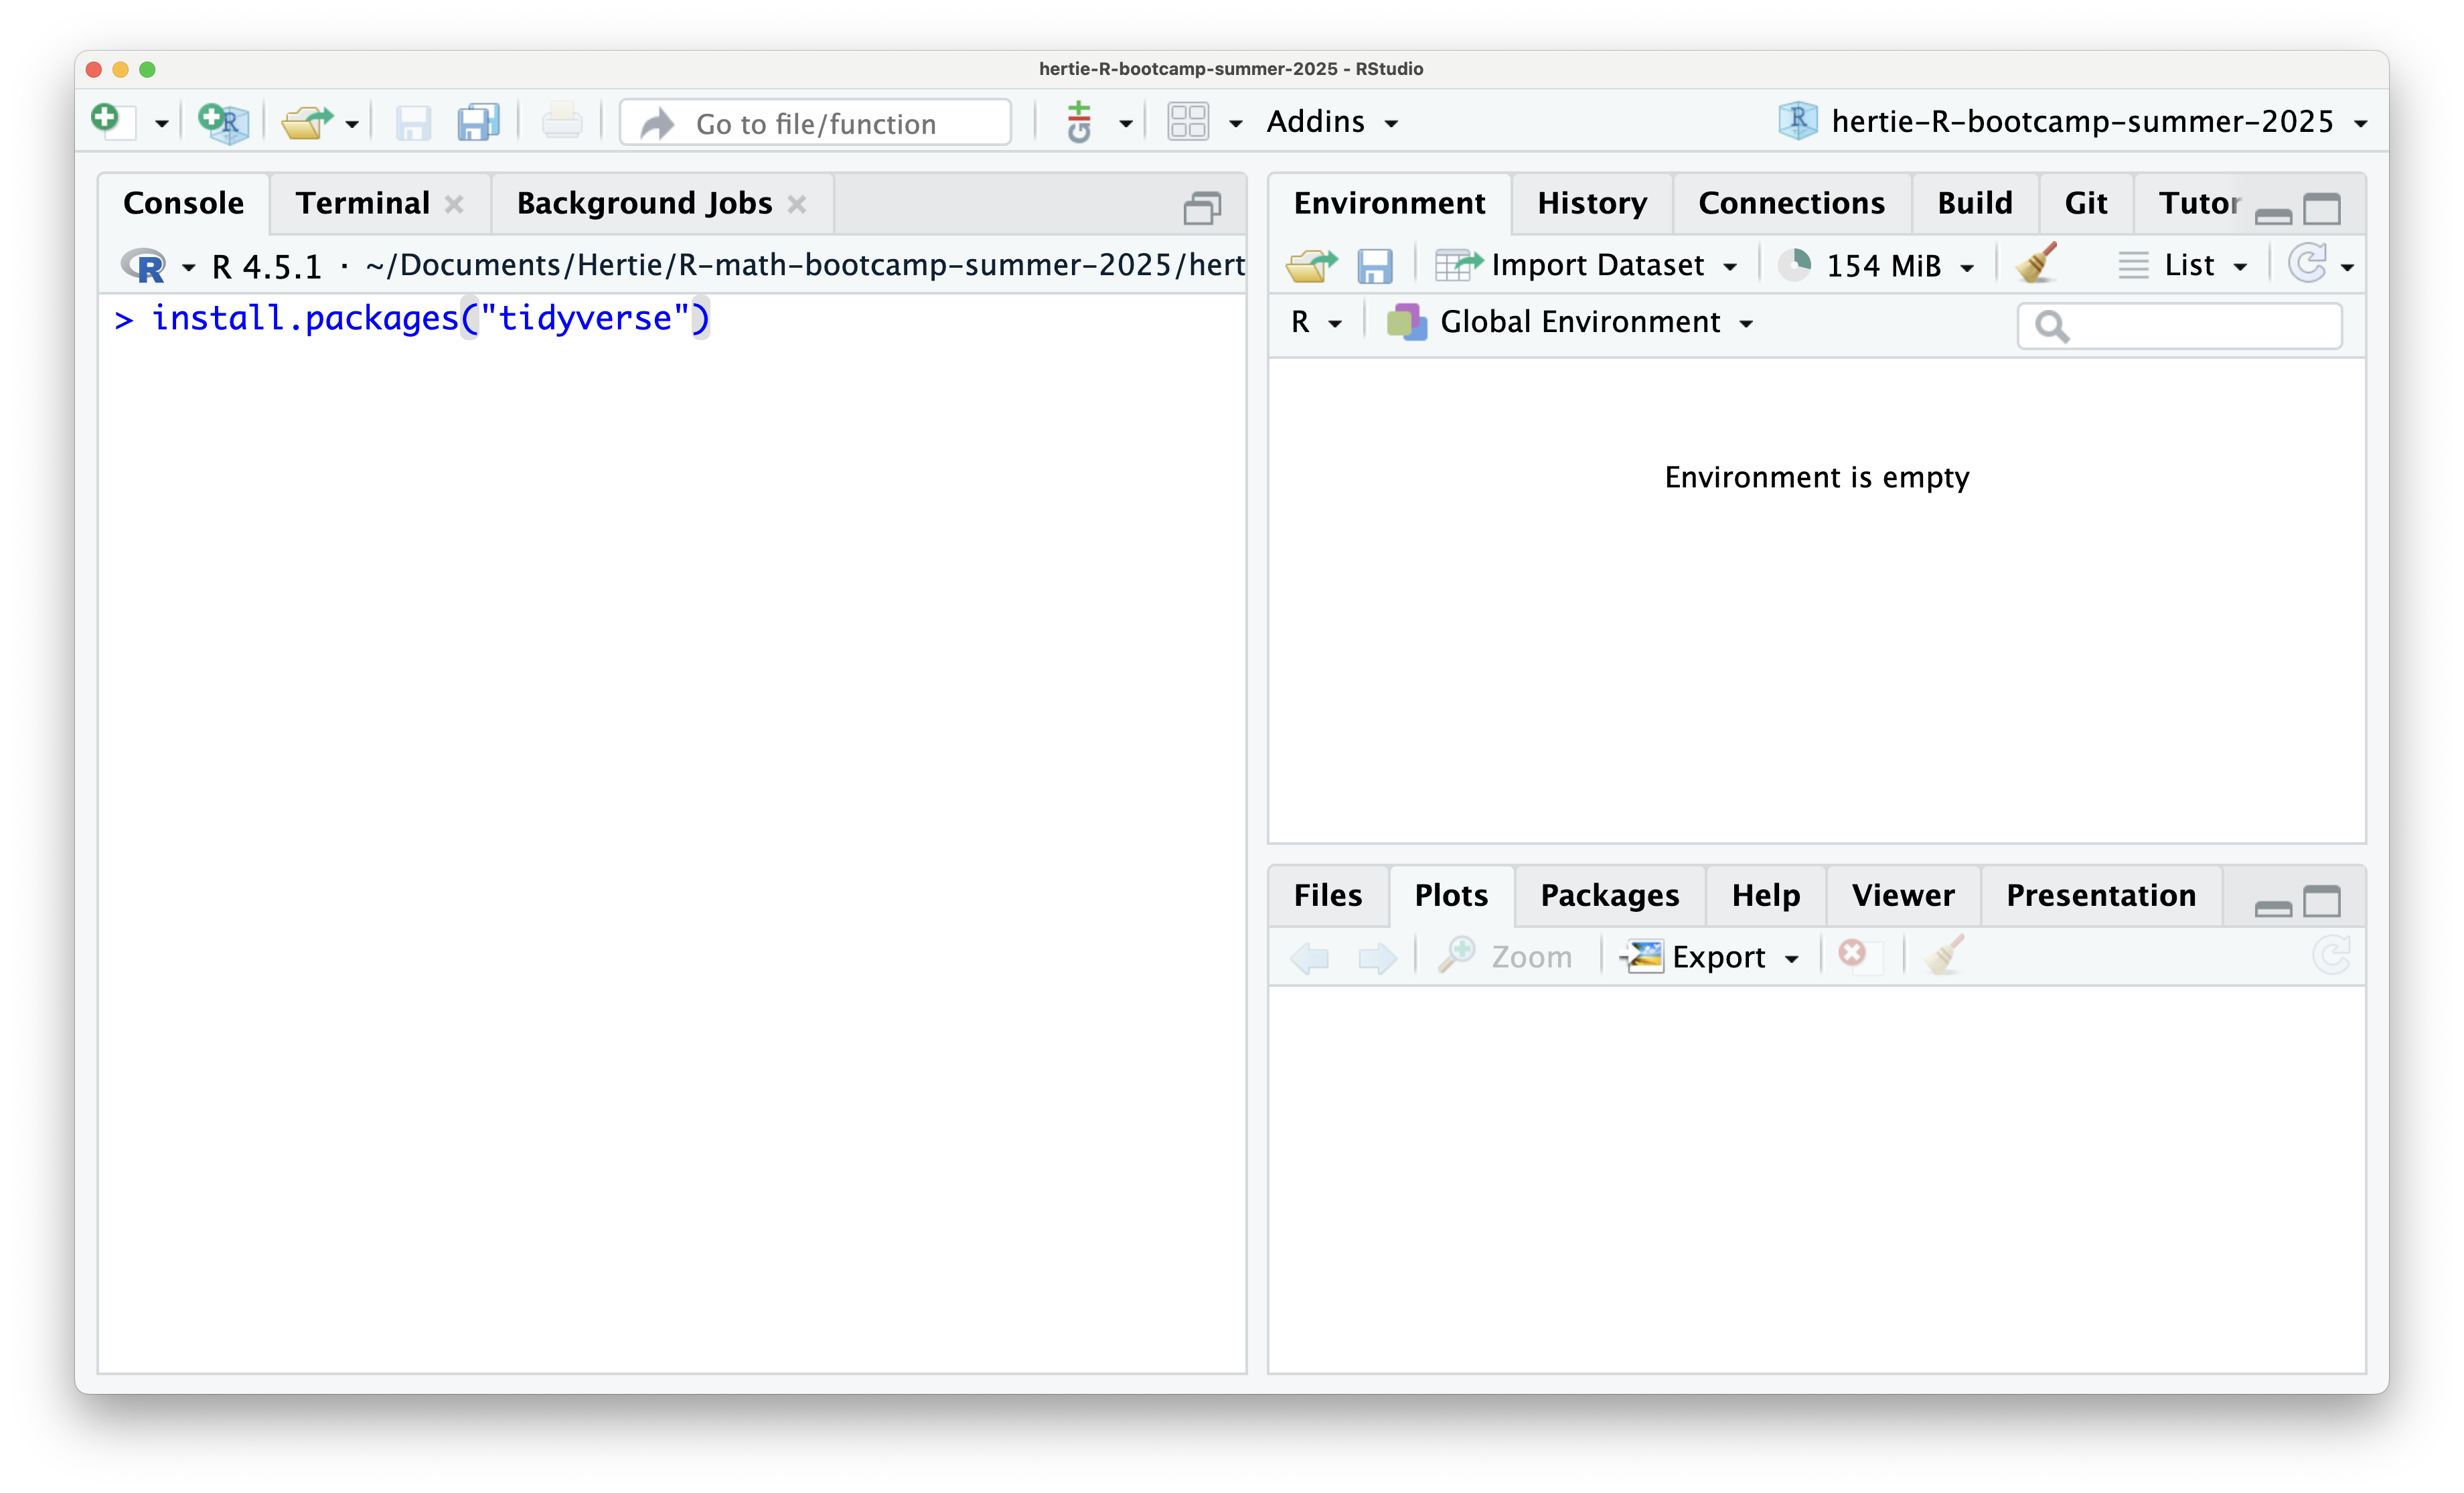 hertie-R-bootcamp-summer-2025 - RStudio
Go to file/function
Addins
hertie-R-bootcamp-summer-2025
Console
Terminal
Background Jobs
R 4.5.1 · ~/Documents/Hertie/R-math-bootcamp-summer-2025/hert
> install.packages("tidyverse")
Environment
History
Connections
Build
Git
Tutor
Import Dataset
154 MiB
List
R
Global Environment
Environment is empty
Files
Plots
Packages
Help
Viewer
Presentation
Zoom
Export